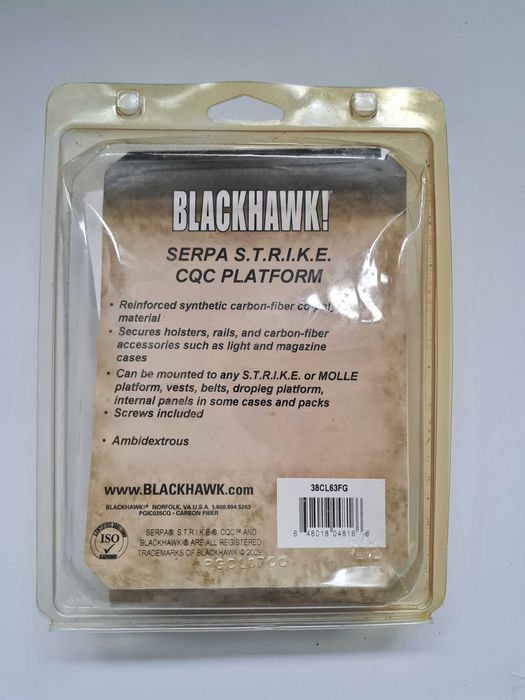 BLACKHAWK!
SERPA S.T.R.I.K.E.
CQC PLATFORM
• Reinforced synthetic carbon-fiber co-poly
material
• Secures holsters, rails, and carbon-fiber
accessories such as light and magazine
cases
• Can be mounted to any S.T.R.I.K.E. or MOLLE
platform, vests, belts, dropleg platform,
internal panels in some cases and packs
• Screws included
• Ambidextrous
www.BLACKHAWK.com
BLACKHAWK!® NORFOLK, VA U.S.A. 1.800.694.5263
PGIC035CQ - CARBON FIBER
ISO
SERPA® S.T.R.I.K.E.®, CQC™ AND
BLACKHAWK!® ARE ALL REGISTERED
TRADEMARKS OF BLACKHAWK © 2009
38CL63FG
6 48018 04816 6